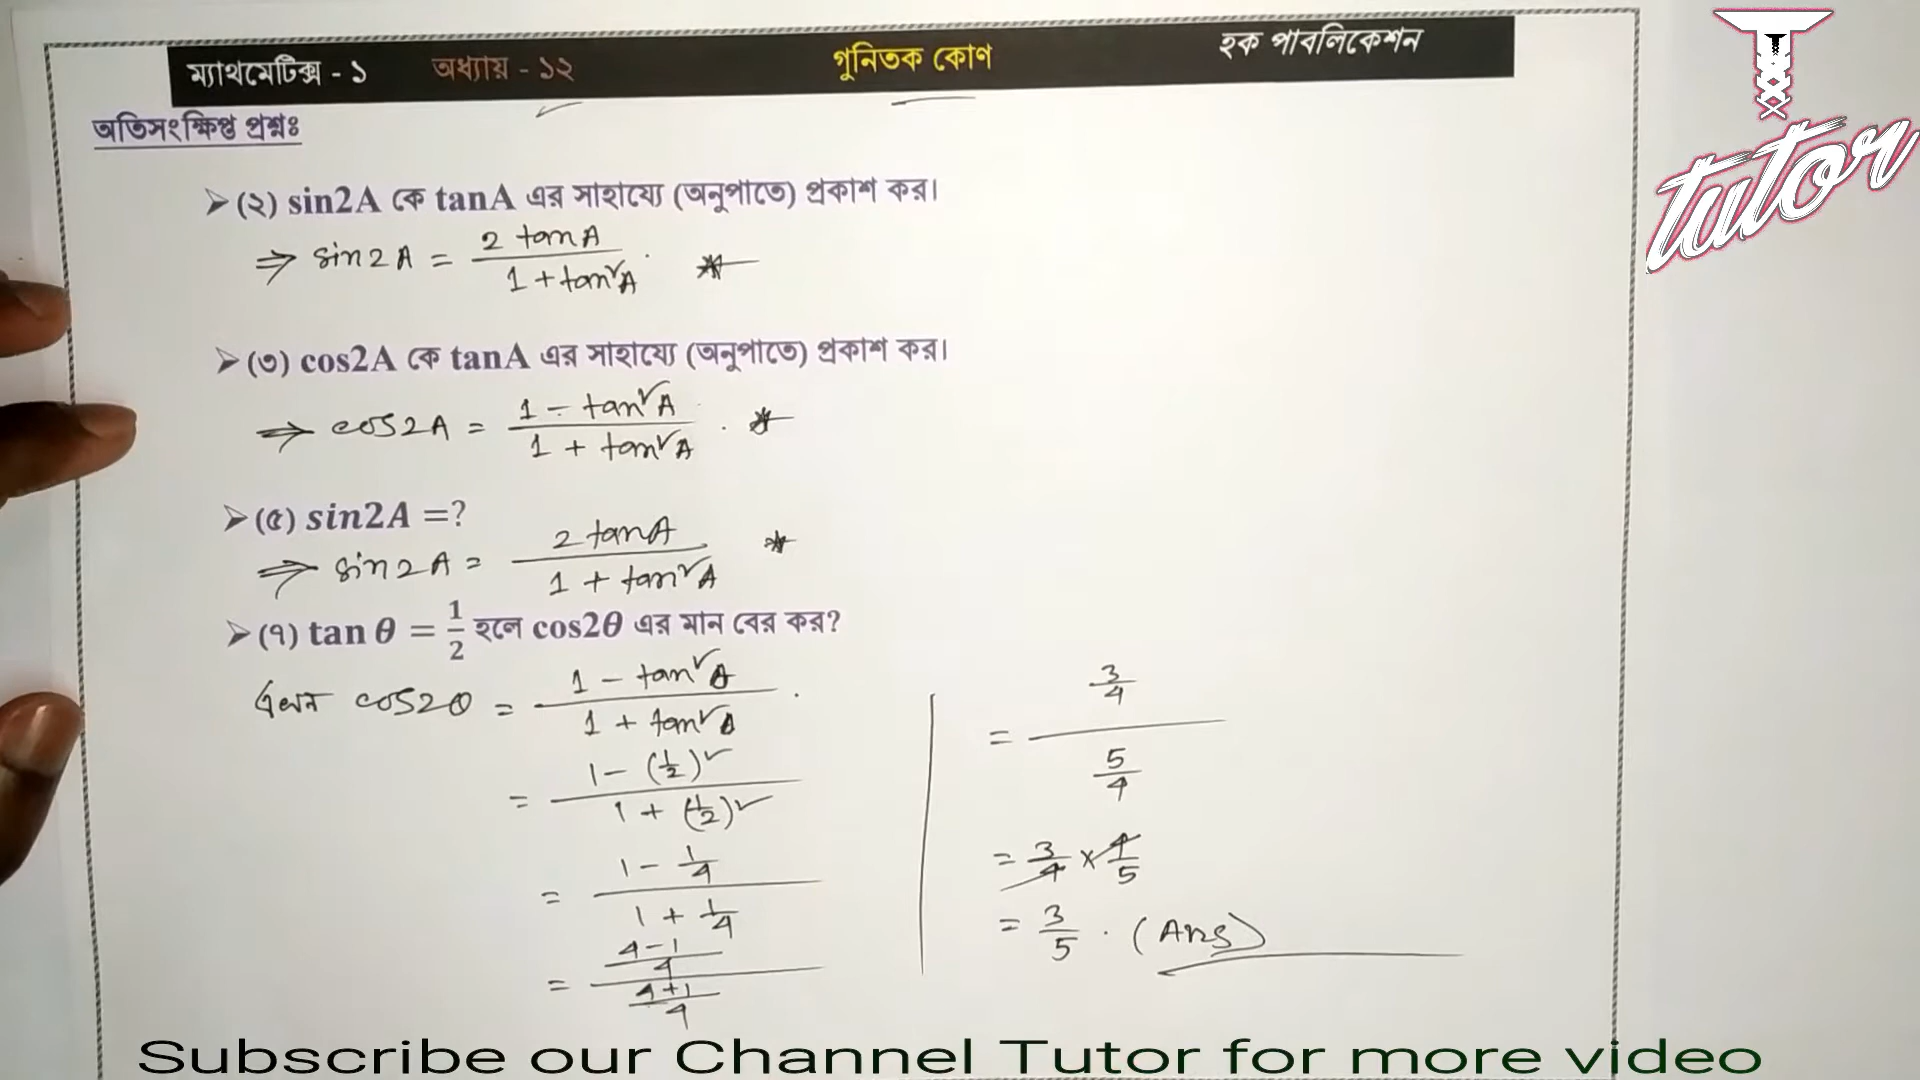 ম্যাথমেটিক্স - ১ অধ্যায় - ১২ গুনিতক কোণ হক পাবলিকেশন
অতিসংক্ষিপ্ত প্রশ্নঃ
➤ (২) sin2A কে tanA এর সাহায্যে (অনুপাতে) প্রকাশ কর।
⇒ sin2A = 2 tanA / 1 + tan²A
➤ (৩) cos2A কে tanA এর সাহায্যে (অনুপাতে) প্রকাশ কর।
⇒ cos2A = 1 - tan²A / 1 + tan²A .
➤ (৫) sin2A =?
⇒ sin2A = 2 tanA / 1 + tan²A
➤ (৭) tan θ = 1/2 হলে cos2θ এর মান বের কর?
এখন cos2θ = 1 - tan²θ / 1 + tan²θ .
= 1 - (1/2)² / 1 + (1/2)²
= 1 - 1/4 / 1 + 1/4
= 4-1/4 / 4+1/4
= 3/4 / 5/4
= 3/4 × 4/5
= 3/5 . (Ans)
Tutor
Subscribe our Channel Tutor for more video